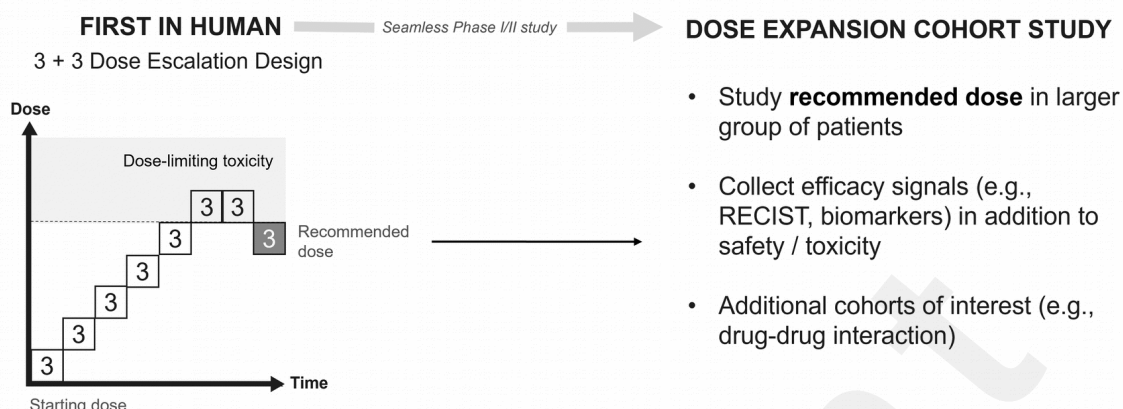 FIRST IN HUMAN
Seamless Phase I/II study
DOSE EXPANSION COHORT STUDY
3 + 3 Dose Escalation Design
Dose
Dose-limiting toxicity
3 3
3
3
3
3
3
3
3
Recommended
dose
Time
Starting dose
• Study recommended dose in larger
group of patients
• Collect efficacy signals (e.g.,
RECIST, biomarkers) in addition to
safety / toxicity
• Additional cohorts of interest (e.g.,
drug-drug interaction)